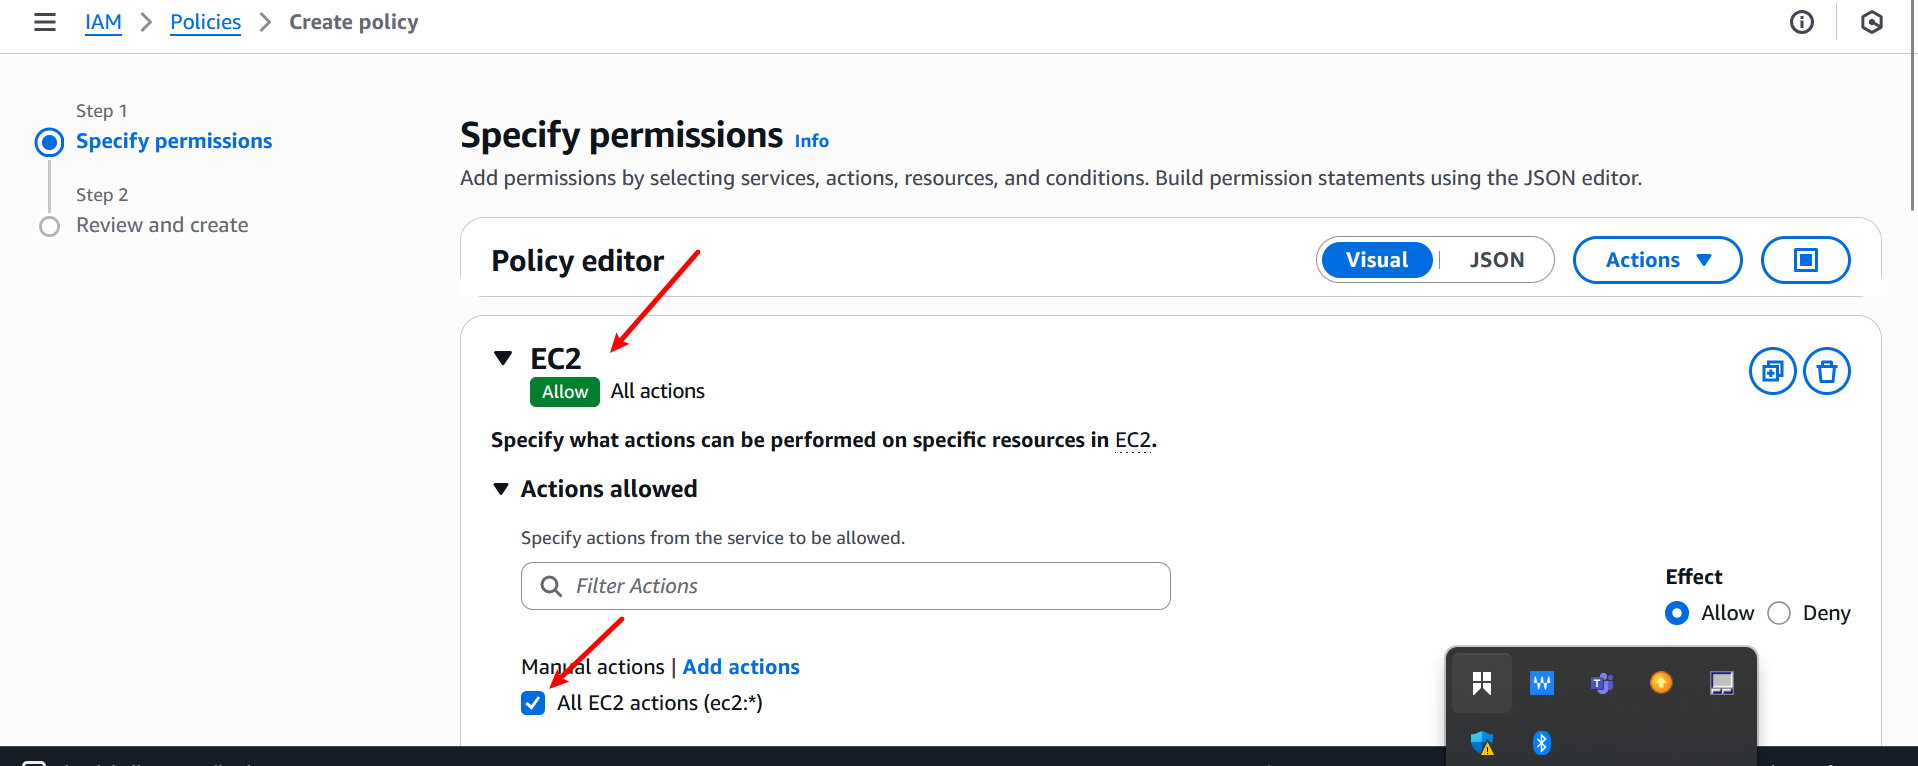 IAM > Policies > Create policy
Step 1
Specify permissions
Step 2
Review and create
Specify permissions Info
Add permissions by selecting services, actions, resources, and conditions. Build permission statements using the JSON editor.
Policy editor
Visual | JSON
Actions
EC2
Allow All actions
Specify what actions can be performed on specific resources in EC2.
Actions allowed
Specify actions from the service to be allowed.
Filter Actions
Effect
Allow Deny
Manual actions | Add actions
All EC2 actions (ec2:*)